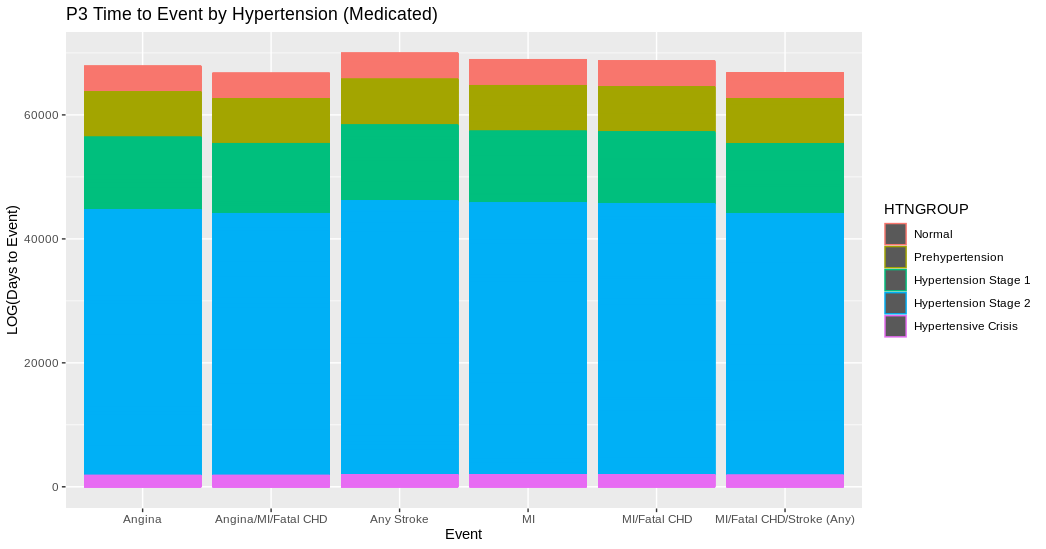 P3 Time to Event by Hypertension (Medicated)
LOG(Days to Event)
60000
40000
20000
0
Angina
Angina/MI/Fatal CHD
Any Stroke
MI
MI/Fatal CHD
MI/Fatal CHD/Stroke (Any)
Event
HTNGROUP
Normal
Prehypertension
Hypertension Stage 1
Hypertension Stage 2
Hypertensive Crisis